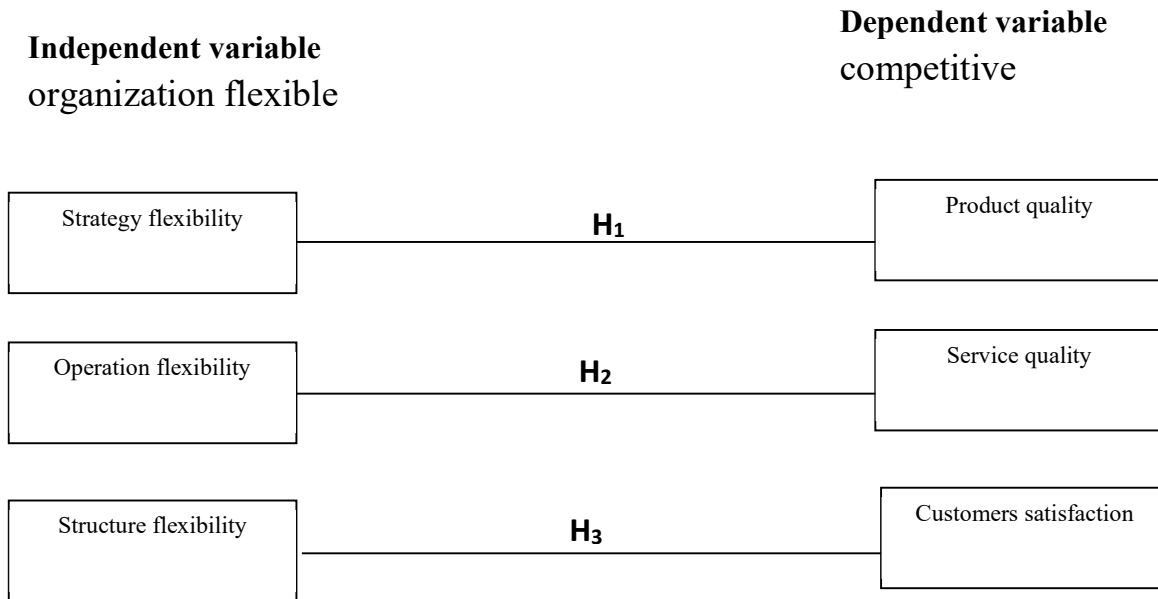 Independent variable
organization flexible
Dependent variable
competitive
Strategy flexibility
H₁
Product quality
Operation flexibility
H₂
Service quality
Structure flexibility
H₃
Customers satisfaction